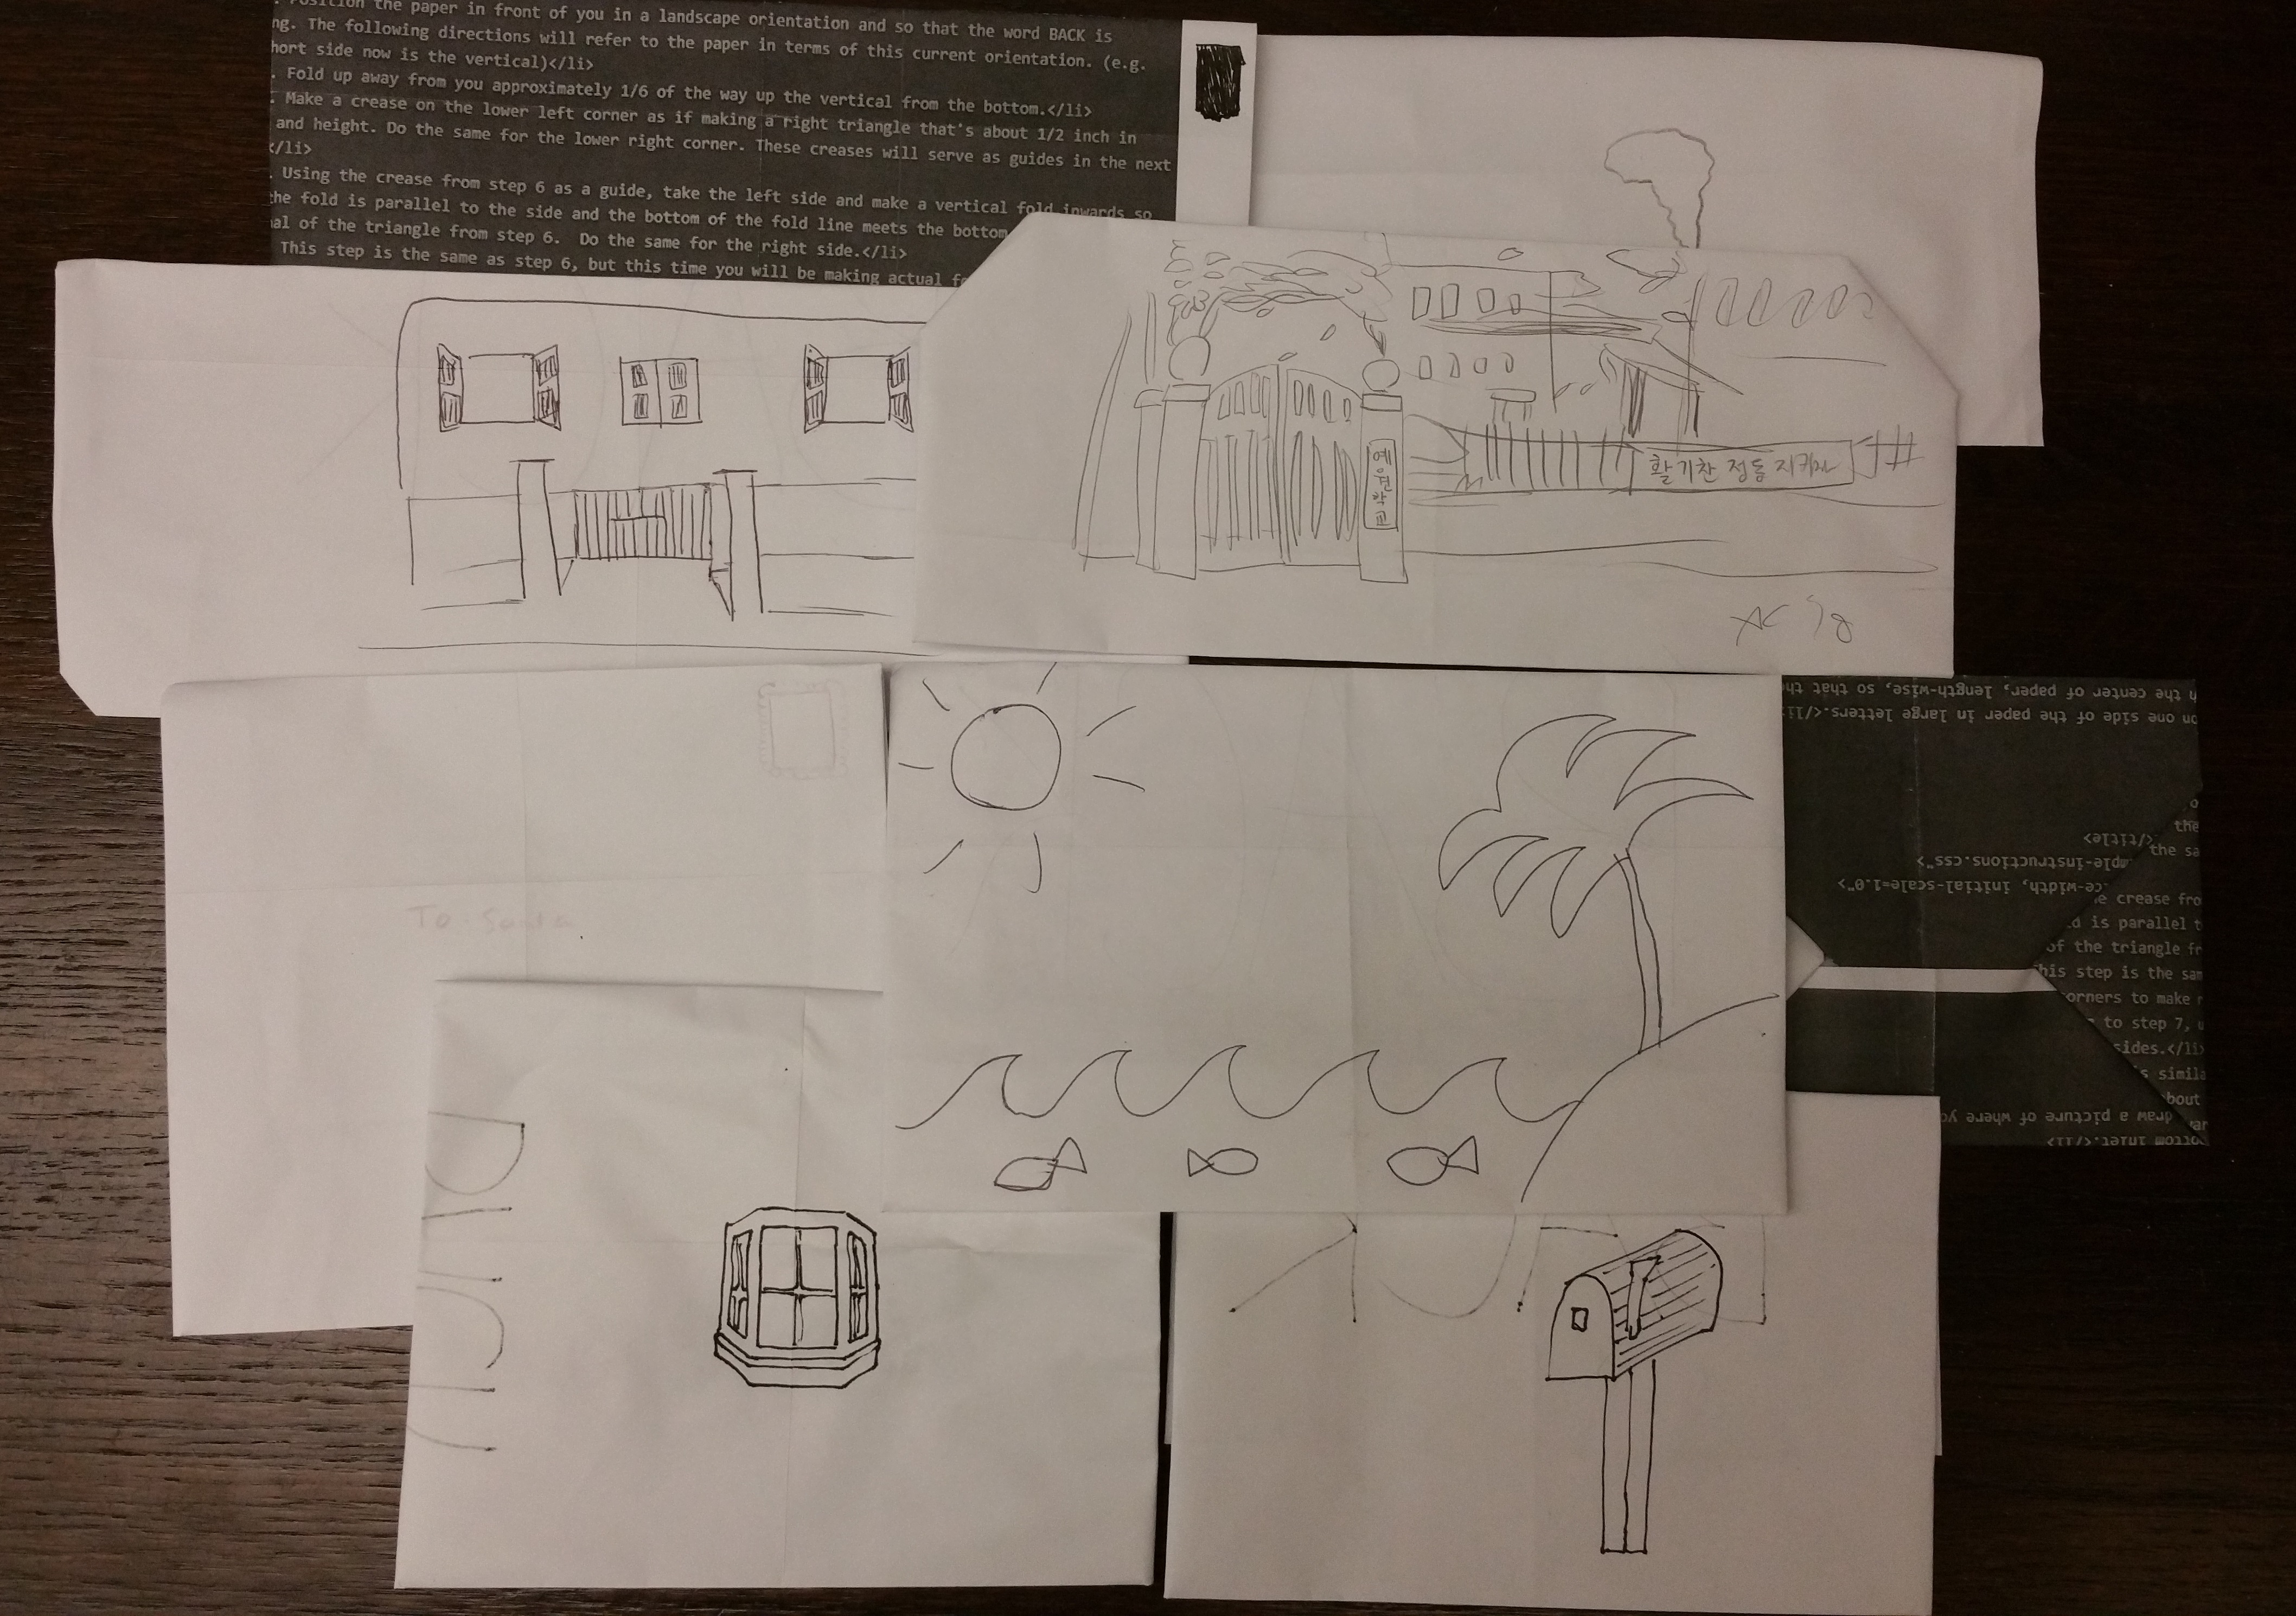 . Position the paper in front of you in a landscape orientation and so that the word BACK is
ng. The following directions will refer to the paper in terms of this current orientation. (e.g.
hort side now is the vertical)</li>
. Fold up away from you approximately 1/6 of the way up the vertical from the bottom.</li>
. Make a crease on the lower left corner as if making a right triangle that's about 1/2 inch in
and height. Do the same for the lower right corner. These creases will serve as guides in the next
</li>
. Using the crease from step 6 as a guide, take the left side and make a vertical fold inwards so
the fold is parallel to the side and the bottom of the fold line meets the bottom
al of the triangle from step 6. Do the same for the right side.</li>
This step is the same as step 6, but this time you will be making actual f
예원학교
활기찬 정동 지키자
AC '18
h the center of paper, length-wise, so that th
on one side of the paper in large letters.</li>
the
</title>
the sa
mple-instructions.css">
ce-width, initial-scale=1.0">
e crease fro
d is parallel t
of the triangle fr
his step is the sam
orners to make r
to step 7, u
sides.</li>
s simila
bout
draw a picture of where yo
ottom inlet.</li>
To Santa